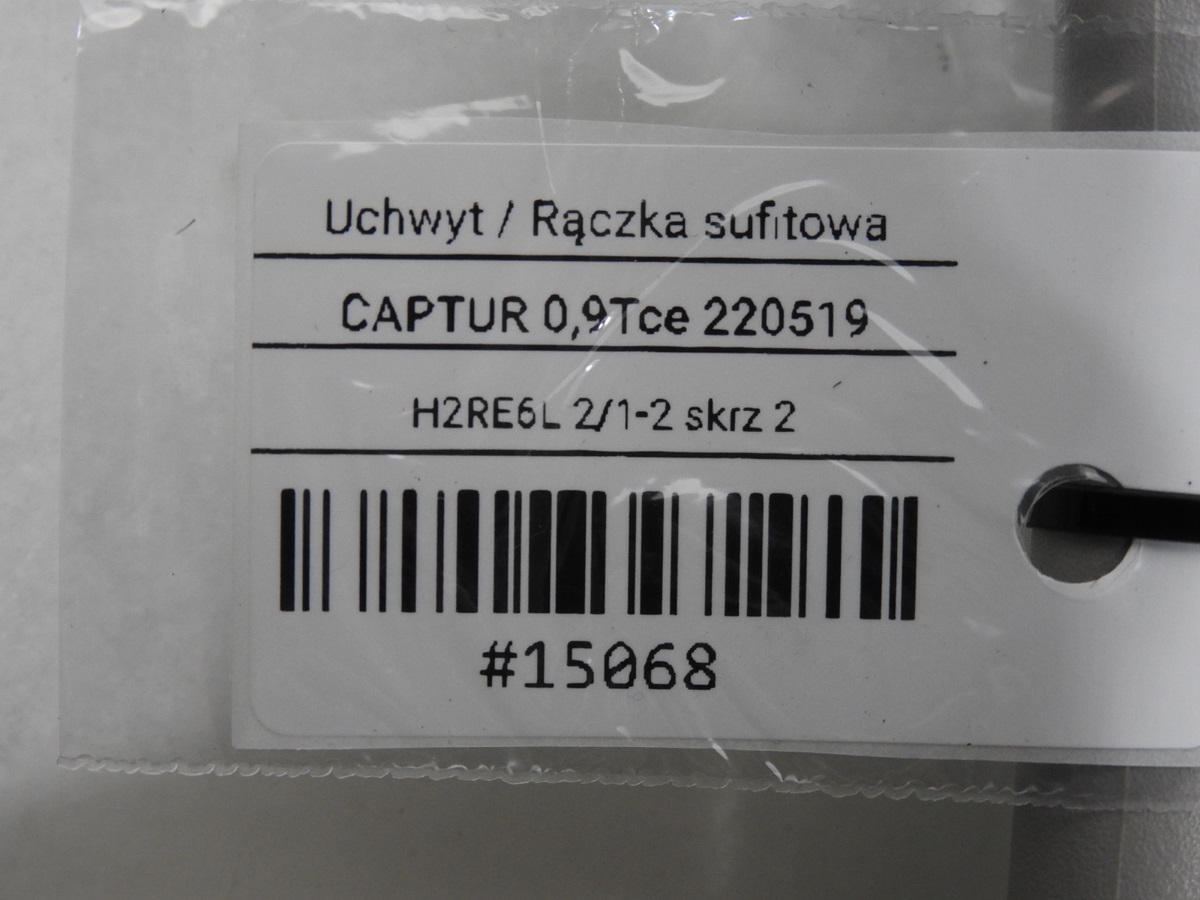 Uchwyt / Rączka sufitowa
CAPTUR 0,9Tce 220519
H2RE6L 2/1-2 skrz 2
#15068